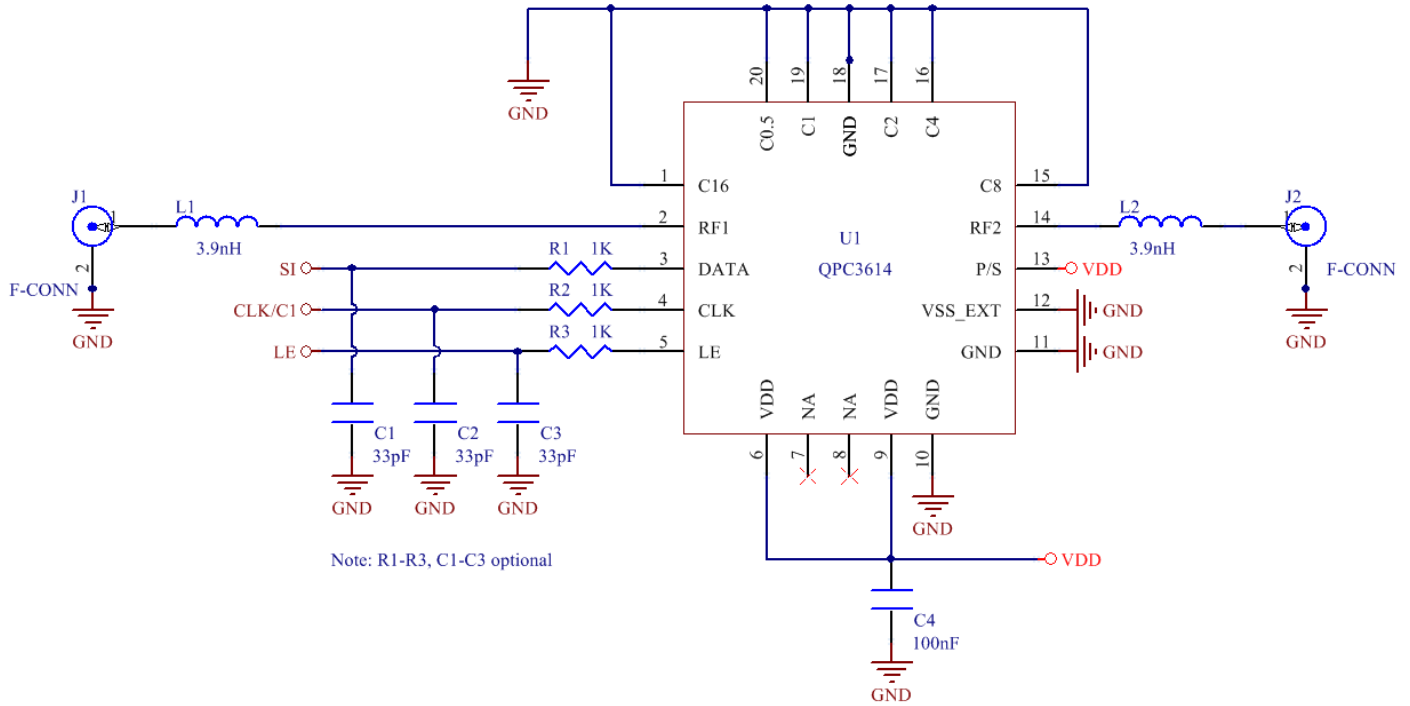 GND
20
19
18
17
16
C0.5
C1
GND
C2
C4
1
C16
C8
15
J1
1
L1
3.9nH
2
RF1
RF2
14
L2
3.9nH
J2
1
U1
QPC3614
2
F-CONN
GND
SI
R1 1K
3
DATA
P/S
13
VDD
2
F-CONN
GND
CLK/C1
R2 1K
4
CLK
VSS_EXT
12
GND
LE
R3 1K
5
LE
GND
11
GND
VDD
NA
NA
VDD
GND
6
7
8
9
10
C1
33pF
C2
33pF
C3
33pF
GND
GND
GND
GND
Note: R1-R3, C1-C3 optional
VDD
C4
100nF
GND